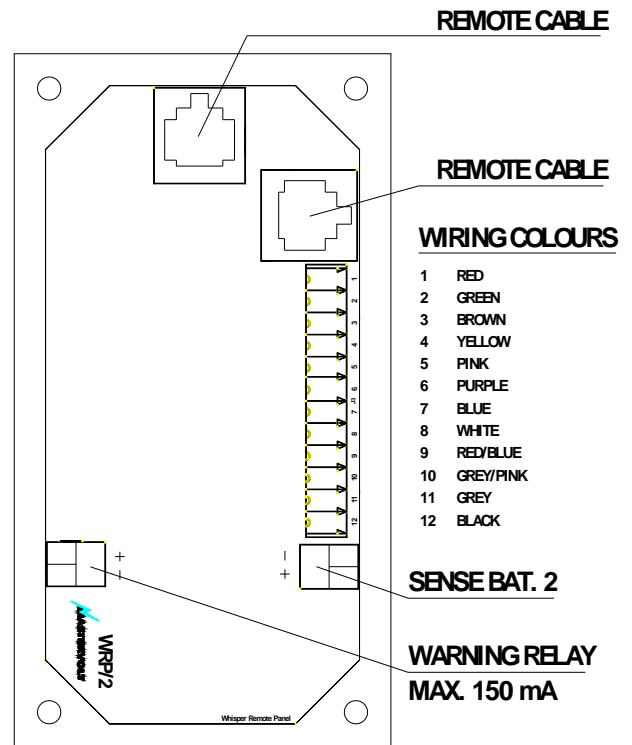 REMOTE CABLE
REMOTE CABLE
WIRING COLOURS
1 RED
2 GREEN
3 BROWN
4 YELLOW
5 PINK
6 PURPLE
7 BLUE
8 WHITE
9 RED/BLUE
10 GREY/PINK
11 GREY
12 BLACK
1
2
3
4
5
6
J3
7
8
9
10
11
12
+
-
-
+
SENSE BAT. 2
WARNING RELAY
MAX. 150 mA
WRP/2
Whisper Remote Panel